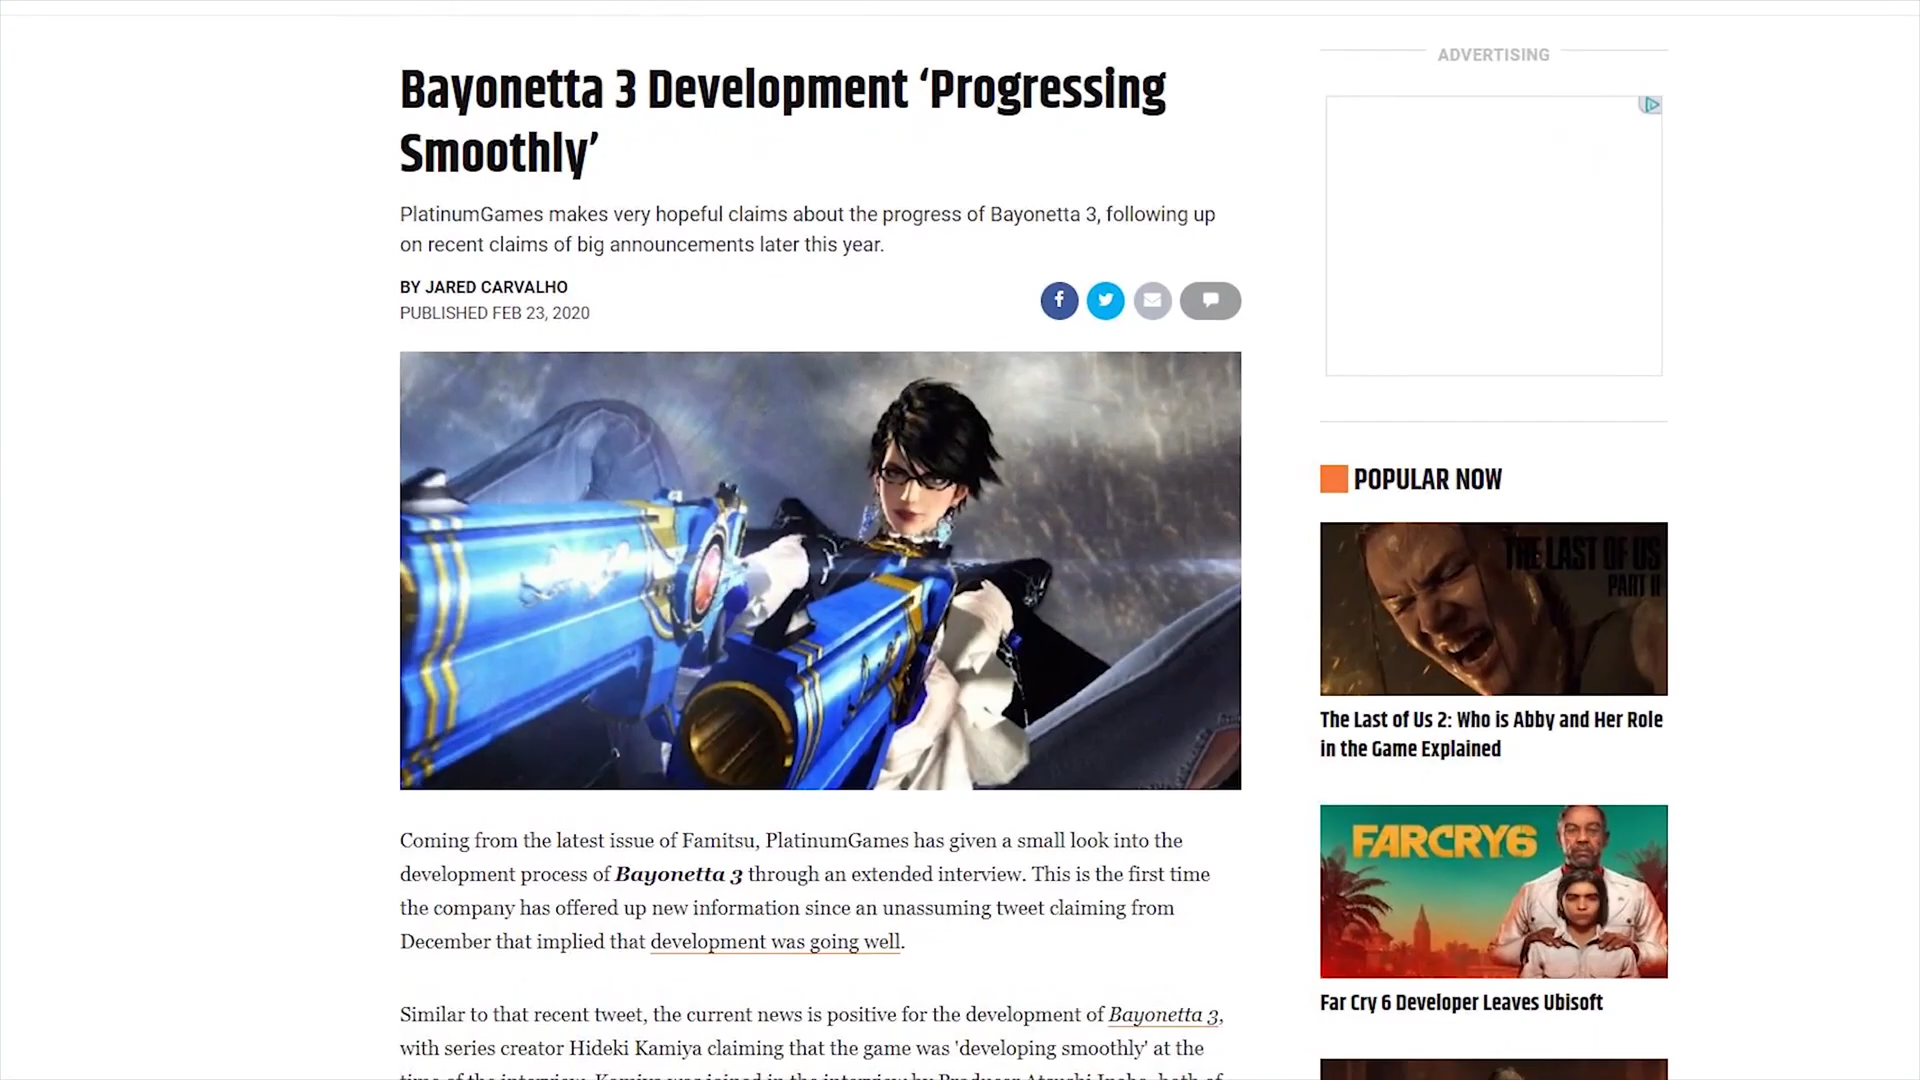 ADVERTISING
Bayonetta 3 Development ‘Progressing
Smoothly’
PlatinumGames makes very hopeful claims about the progress of Bayonetta 3, following up
on recent claims of big announcements later this year.
BY JARED CARVALHO
PUBLISHED FEB 23, 2020
Coming from the latest issue of Famitsu, PlatinumGames has given a small look into the
development process of Bayonetta 3 through an extended interview. This is the first time
the company has offered up new information since an unassuming tweet claiming from
December that implied that development was going well.
Similar to that recent tweet, the current news is positive for the development of Bayonetta 3,
with series creator Hideki Kamiya claiming that the game was 'developing smoothly' at the
POPULAR NOW
THE LAST OF US
PART II
The Last of Us 2: Who is Abby and Her Role
in the Game Explained
FARCRY6
Far Cry 6 Developer Leaves Ubisoft